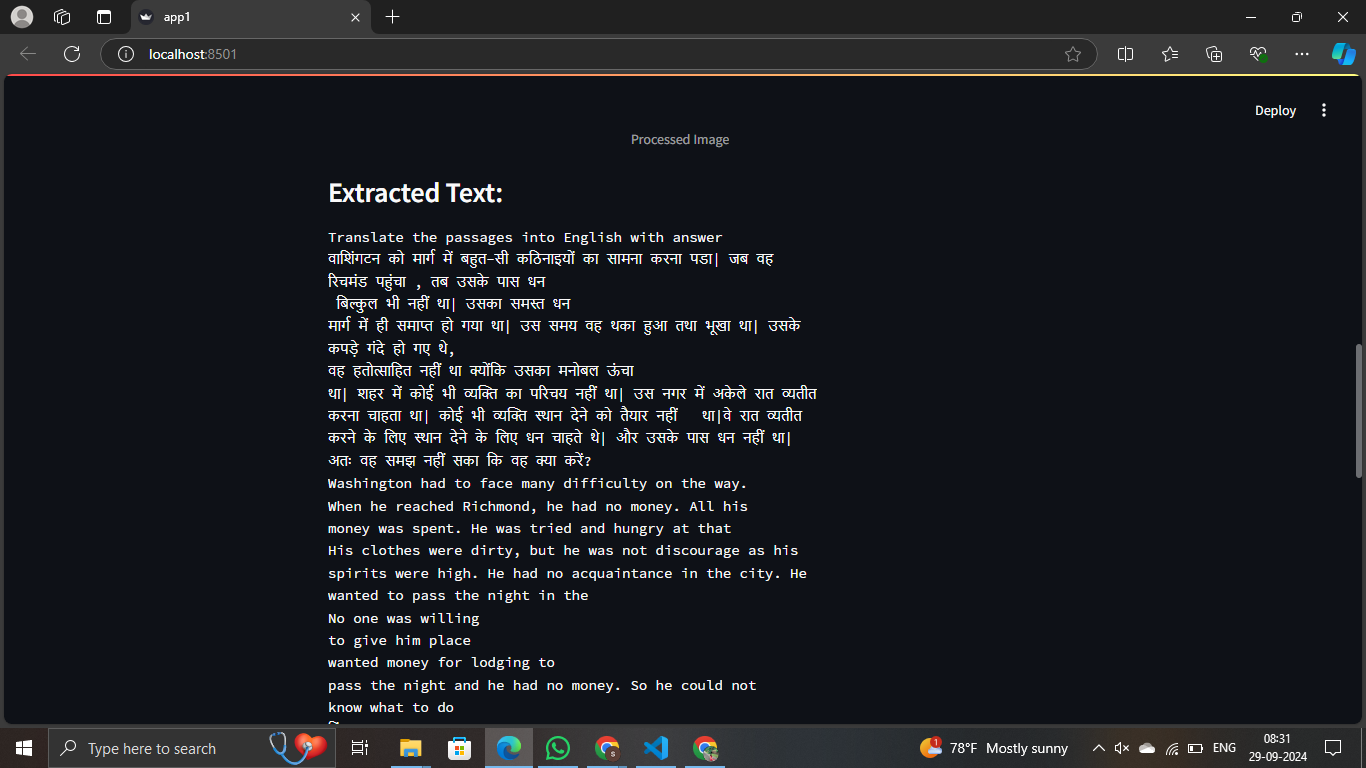 app1
localhost:8501
Deploy
Processed Image
Extracted Text:
Translate the passages into English with answer
वाशिंगटन को मार्ग में बहुत-सी कठिनाइयों का सामना करना पडा| जब वह
रिचमंड पहुंचा , तब उसके पास धन
बिल्कुल भी नहीं था| उसका समस्त धन
मार्ग में ही समाप्त हो गया था| उस समय वह थका हुआ तथा भूखा था| उसके
कपड़े गंदे हो गए थे,
वह हतोत्साहित नहीं था क्योंकि उसका मनोबल ऊंचा
था| शहर में कोई भी व्यक्ति का परिचय नहीं था| उस नगर में अकेले रात व्यतीत
करना चाहता था| कोई भी व्यक्ति स्थान देने को तैयार नहीं था|वे रात व्यतीत
करने के लिए स्थान देने के लिए धन चाहते थे| और उसके पास धन नहीं था|
अतः वह समझ नहीं सका कि वह क्या करें?
Washington had to face many difficulty on the way.
When he reached Richmond, he had no money. All his
money was spent. He was tried and hungry at that
His clothes were dirty, but he was not discourage as his
spirits were high. He had no acquaintance in the city. He
wanted to pass the night in the
No one was willing
to give him place
wanted money for lodging to
pass the night and he had no money. So he could not
know what to do
Type here to search
1
78°F Mostly sunny
ENG
08:31
29-09-2024